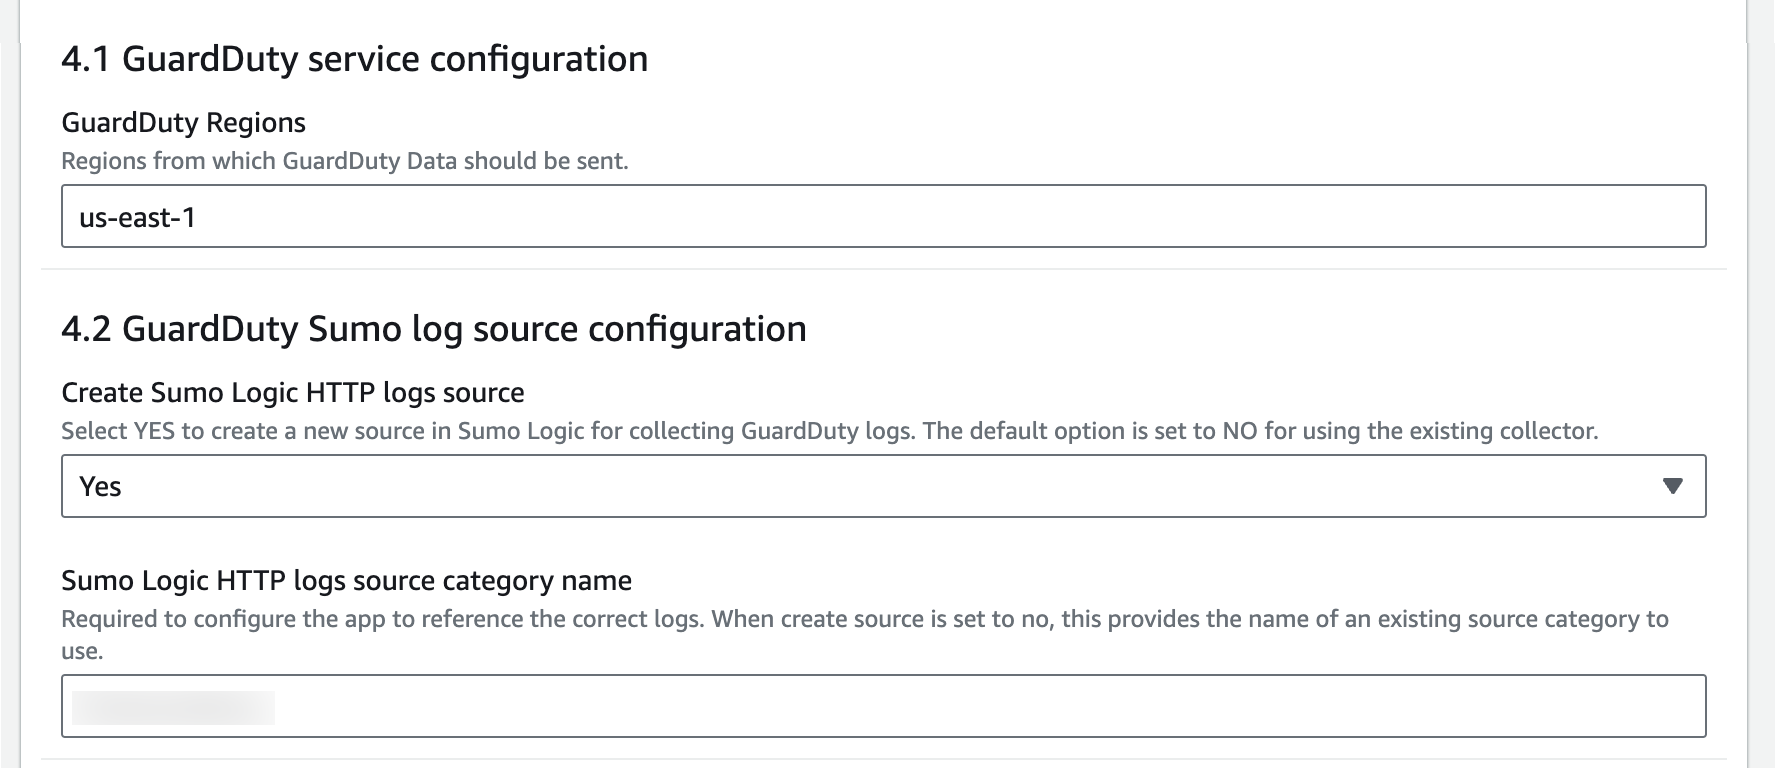 4.1 GuardDuty service configuration
GuardDuty Regions
Regions from which GuardDuty Data should be sent.
us-east-1
4.2 GuardDuty Sumo log source configuration
Create Sumo Logic HTTP logs source
Select YES to create a new source in Sumo Logic for collecting GuardDuty logs. The default option is set to NO for using the existing collector.
Yes
Sumo Logic HTTP logs source category name
Required to configure the app to reference the correct logs. When create source is set to no, this provides the name of an existing source category to
use.